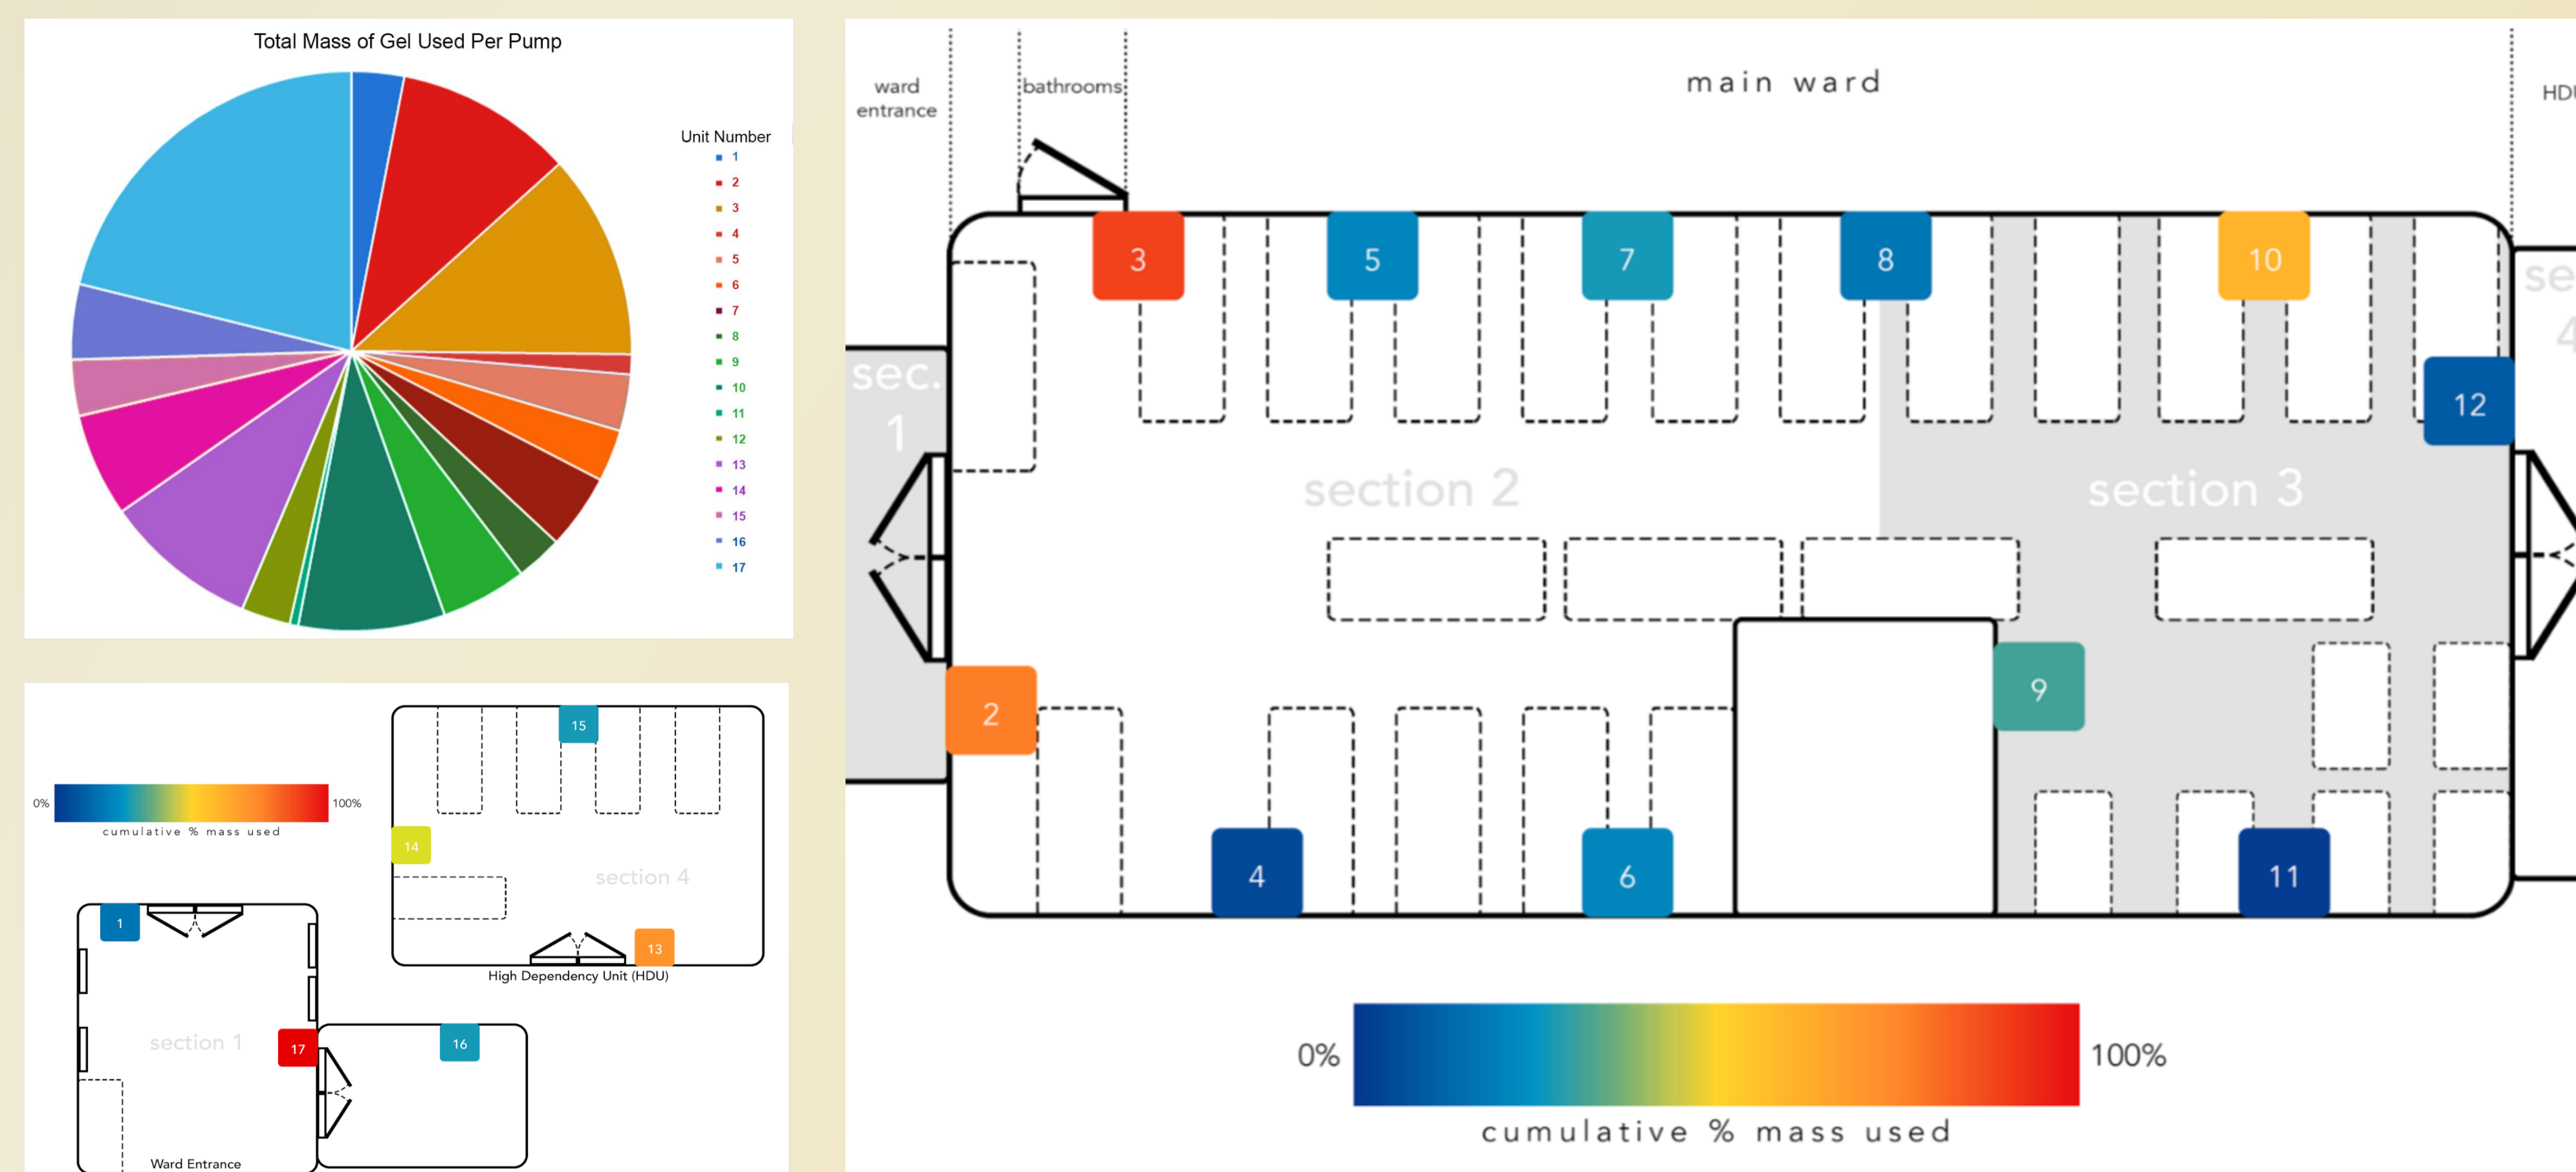 Total Mass of Gel Used Per Pump
Unit Number
1
2
3
4
5
6
7
8
9
10
11
12
13
14
15
16
17
15
14
section 4
13
High Dependency Unit (HDU)
0%
100%
cumulative % mass used
1
section 1
17
16
Ward Entrance
ward
entrance
bathrooms
main ward
3
5
7
8
10
12
sec.
1
section 2
section 3
4
2
9
4
6
11
0%
100%
cumulative % mass used